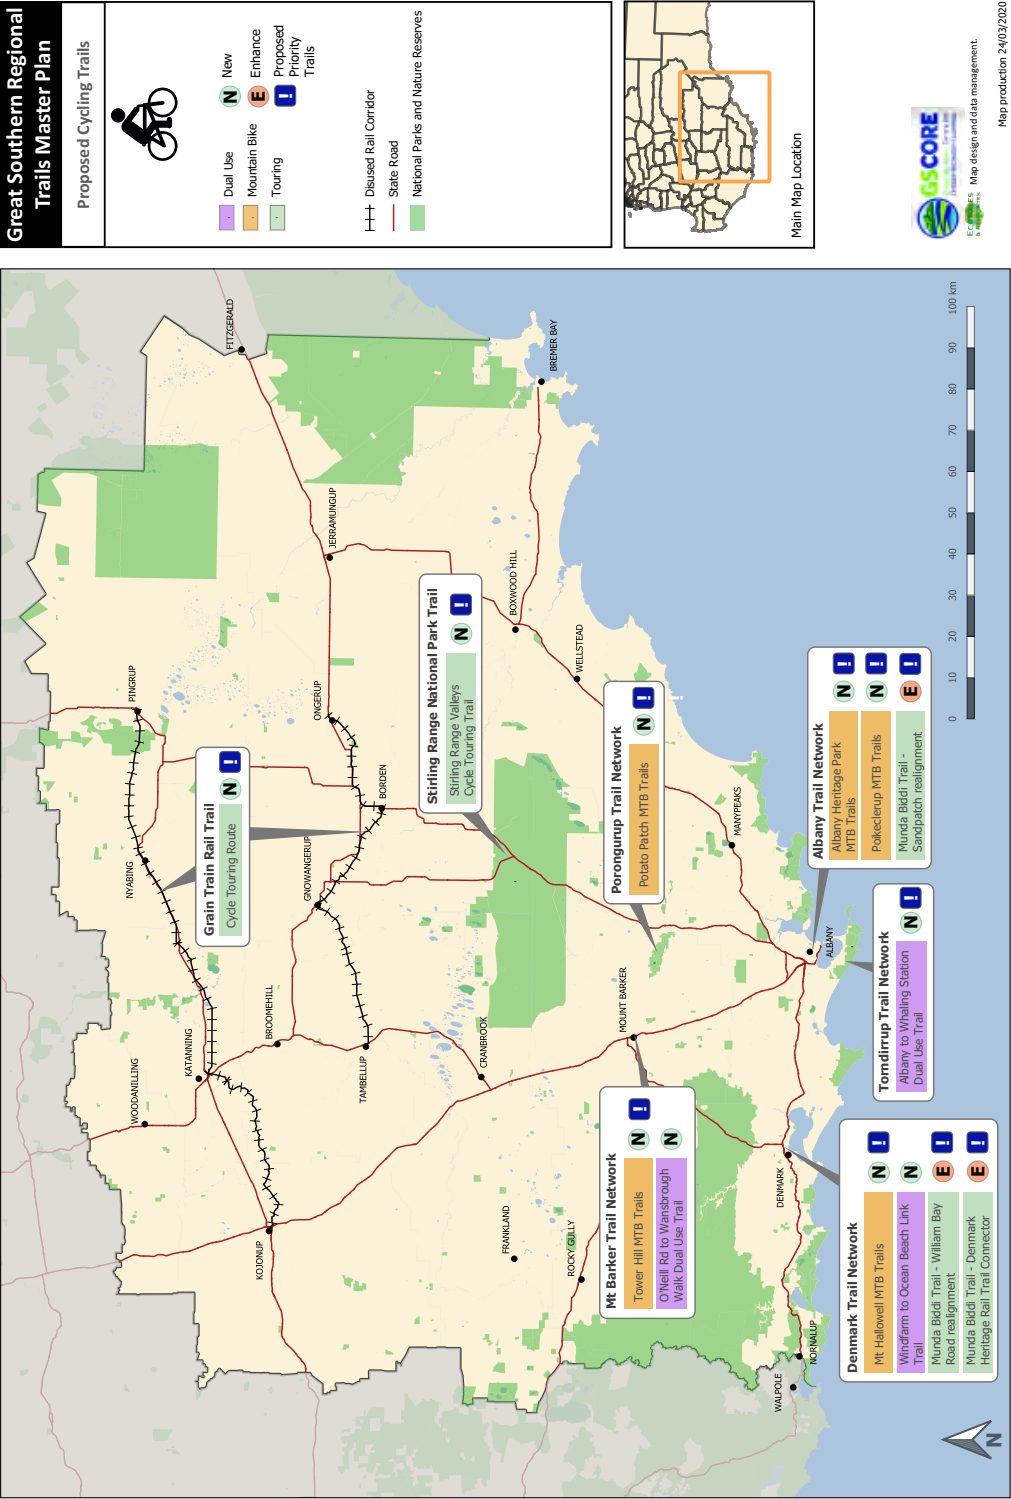 Great Southern Regional
Trails Master Plan
Proposed Cycling Trails
Dual Use
Mountain Bike
Touring
N New
E Enhance
! Proposed
Priority
Trails
Disused Rail Corridor
State Road
National Parks and Nature Reserves
Main Map Location
GSCORE
Map design and data management.
Map production 24/03/2020
FITZGERALD
BREMER BAY
JERRAMUNGUP
BOXWOOD HILL
WELLSTEAD
PINGRUP
ONGERUP
BORDEN
NYABING
GNOWANGERUP
MANYPEAKS
KATANNING
BROOMEHILL
TAMBELLUP
CRANBROOK
MOUNT BARKER
ALBANY
WOODANILLING
KOJONUP
FRANKLAND
ROCKY GULLY
DENMARK
NORNALUP
WALPOLE
Grain Train Rail Trail
Cycle Touring Route
N !
Stirling Range National Park Trail
Stirling Range Valleys
Cycle Touring Trail
N !
Porongurup Trail Network
Potato Patch MTB Trails
N !
Albany Trail Network
Albany Heritage Park
MTB Trails
N !
Poikeclerup MTB Trails
N !
Munda Biddi Trail -
Sandpatch realignment
E !
Torndirrup Trail Network
Albany to Whaling Station
Dual Use Trail
N !
Mt Barker Trail Network
Tower Hill MTB Trails
N !
O'Neill Rd to Wansbrough
Walk Dual Use Trail
N
Denmark Trail Network
Mt Hallowell MTB Trails
N !
Windfarm to Ocean Beach Link
Trail
N
Munda Biddi Trail - William Bay
Road realignment
E !
Munda Biddi Trail - Denmark
Heritage Rail Trail Connector
E !
0 10 20 30 40 50 60 70 80 90 100 km
N